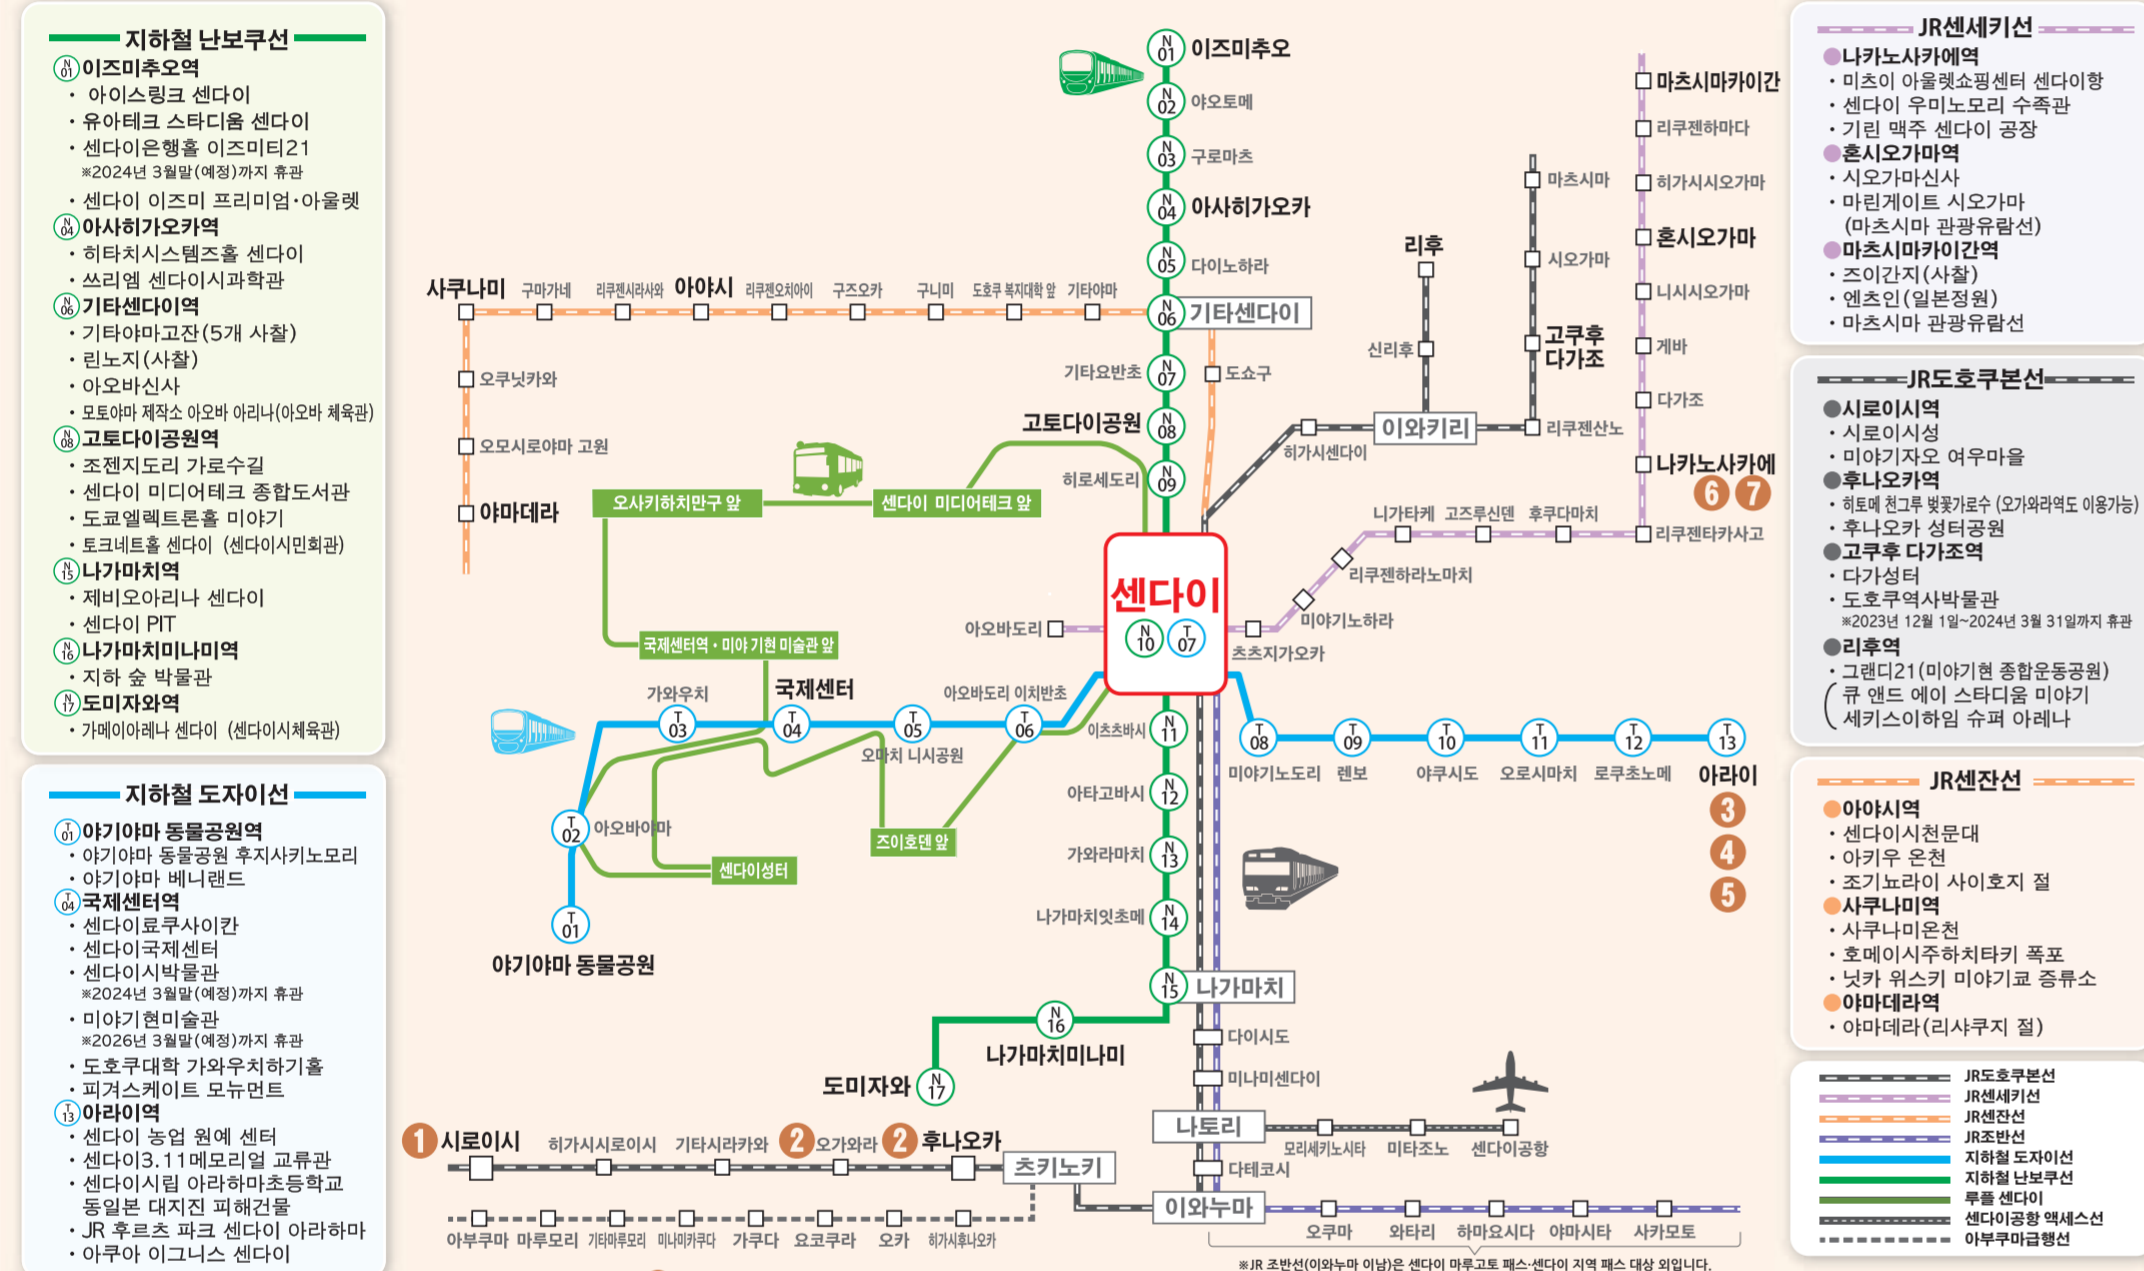 지하철 난보쿠선
N 01 이즈미추오역
· 아이스링크 센다이
· 유아테크 스타디움 센다이
· 센다이은행홀 이즈미티21
※2024년 3월말(예정)까지 휴관
· 센다이 이즈미 프리미엄·아울렛
N 04 아사히가오카역
· 히타치시스템즈홀 센다이
· 쓰리엠 센다이시과학관
N 06 기타센다이역
· 기타야마고잔(5개 사찰)
· 린노지(사찰)
· 아오바신사
· 모토야마 제작소 아오바 아리나(아오바 체육관)
N 08 고토다이공원역
· 조젠지도리 가로수길
· 센다이 미디어테크 종합도서관
· 도쿄엘렉트론홀 미야기
· 토크네트홀 센다이 (센다이시민회관)
N 15 나가마치역
· 제비오아리나 센다이
· 센다이 PIT
N 16 나가마치미나미역
· 지하 숲 박물관
N 17 도미자와역
· 가메이아레나 센다이 (센다이시체육관)
지하철 도자이선
T 01 야기야마 동물공원역
· 야기야마 동물공원 후지사키노모리
· 야기야마 베니랜드
T 04 국제센터역
· 센다이료쿠사이칸
· 센다이국제센터
· 센다이시박물관
※2024년 3월말(예정)까지 휴관
· 미야기현미술관
※2026년 3월말(예정)까지 휴관
· 도호쿠대학 가와우치하기홀
· 피겨스케이트 모뉴먼트
T 13 아라이역
· 센다이 농업 원예 센터
· 센다이3.11메모리얼 교류관
· 센다이시립 아라하마초등학교
동일본 대지진 피해건물
· JR 후르츠 파크 센다이 아라하마
· 아쿠아 이그니스 센다이
N 01 이즈미추오
N 02 야오토메
N 03 구로마츠
N 04 아사히가오카
N 05 다이노하라
N 06 기타센다이
기타요반초 N 07
도쇼구
고토다이공원 N 08
히로세도리 N 09
사쿠나미
구마가네
리쿠젠시라사와
아야시
리쿠젠오치아이
구즈오카
구니미
도호쿠 복지대학 앞
기타야마
오쿠닛카와
오모시로야마 고원
야마데라
오사키하치만구 앞
센다이 미디어테크 앞
국제센터역·미야기현 미술관 앞
센다이
N 10
T 07
아오바도리
츠츠지가오카
미야기노하라
리쿠젠하라노마치
니가타케
고즈루신덴
후쿠다마치
리쿠젠타카사고
나카노사카에
6 7
다가조
게바
니시시오가마
혼시오가마
히가시시오가마
리쿠젠하마다
마츠시마카이간
마츠시마
시오가마
고쿠후
다가조
리쿠젠산노
이와키리
히가시센다이
신리후
리후
가와우치
T 03
국제센터
T 04
T 05
오마치 니시공원
아오바도리 이치반초
T 06
T 02
아오바야마
T 01
야기야마 동물공원
센다이성터
즈이호덴 앞
T 08
미야기노도리
T 09
렌보
T 10
야쿠시도
T 11
오로시마치
T 12
로쿠초노메
T 13
아라이
3
4
5
이츠츠바시 N 11
아타고바시 N 12
가와라마치 N 13
나가마치잇초메 N 14
N 15 나가마치
N 16
나가마치미나미
도미자와 N 17
다이시도
미나미센다이
나토리
모리세키노시타
미타조노
센다이공항
다테코시
이와누마
오쿠마
와타리
하마요시다
야마시타
사카모토
※JR 조반선(이와누마 이남)은 센다이 마루고토 패스·센다이 지역 패스 대상 외입니다.
1 시로이시
히가시시로이시
기타시라카와
2 오가와라
2 후나오카
츠키노키
아부쿠마
마루모리
기타마루모리
미나미카쿠다
가쿠다
요코쿠라
오카
히가시후나오카
JR센세키선
나카노사카에역
· 미츠이 아울렛쇼핑센터 센다이항
· 센다이 우미노모리 수족관
· 기린 맥주 센다이 공장
혼시오가마역
· 시오가마신사
· 마린게이트 시오가마
(마츠시마 관광유람선)
마츠시마카이간역
· 즈이간지(사찰)
· 엔츠인(일본정원)
· 마츠시마 관광유람선
JR도호쿠본선
시로이시역
· 시로이시성
· 미야기자오 여우마을
후나오카역
· 히토메 천그루 벚꽃가로수 (오가와라역도 이용가능)
· 후나오카 성터공원
고쿠후 다가조역
· 다가성터
· 도호쿠역사박물관
※2023년 12월 1일~2024년 3월 31일까지 휴관
리후역
· 그랜디21(미야기현 종합운동공원)
큐 앤드 에이 스타디움 미야기
세키스이하임 슈퍼 아레나
JR센잔선
아야시역
· 센다이시천문대
· 아키우 온천
· 조기뇨라이 사이호지 절
사쿠나미역
· 사쿠나미온천
· 호메이시주하치타키 폭포
· 닛카 위스키 미야기쿄 증류소
야마데라역
· 야마데라(리샤쿠지 절)
JR도호쿠본선
JR센세키선
JR센잔선
JR조반선
지하철 도자이선
지하철 난보쿠선
루플 센다이
센다이공항 액세스선
아부쿠마급행선